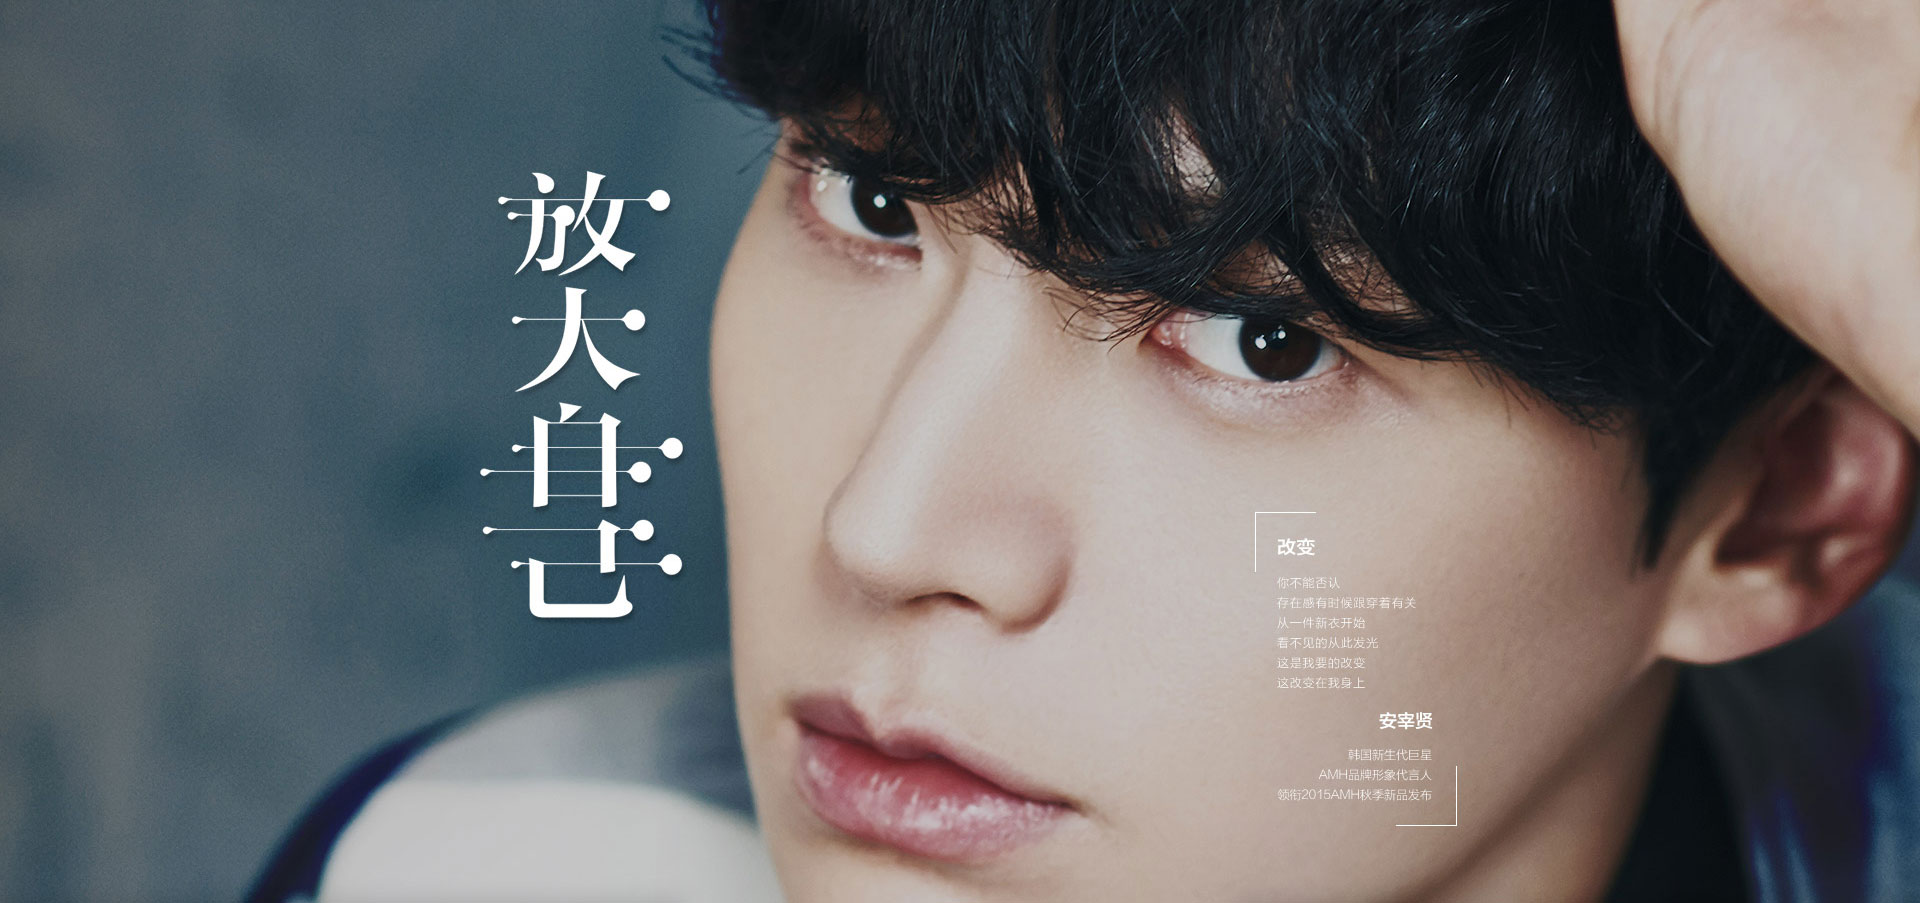 放大自己
改变
你不能否认
存在感有时候跟穿着有关
从一件新衣开始
看不见的从此发光
这是我要的改变
这改变在我身上
安宰贤
韩国新生代巨星
AMH品牌形象代言人
领衔2015AMH秋季新品发布